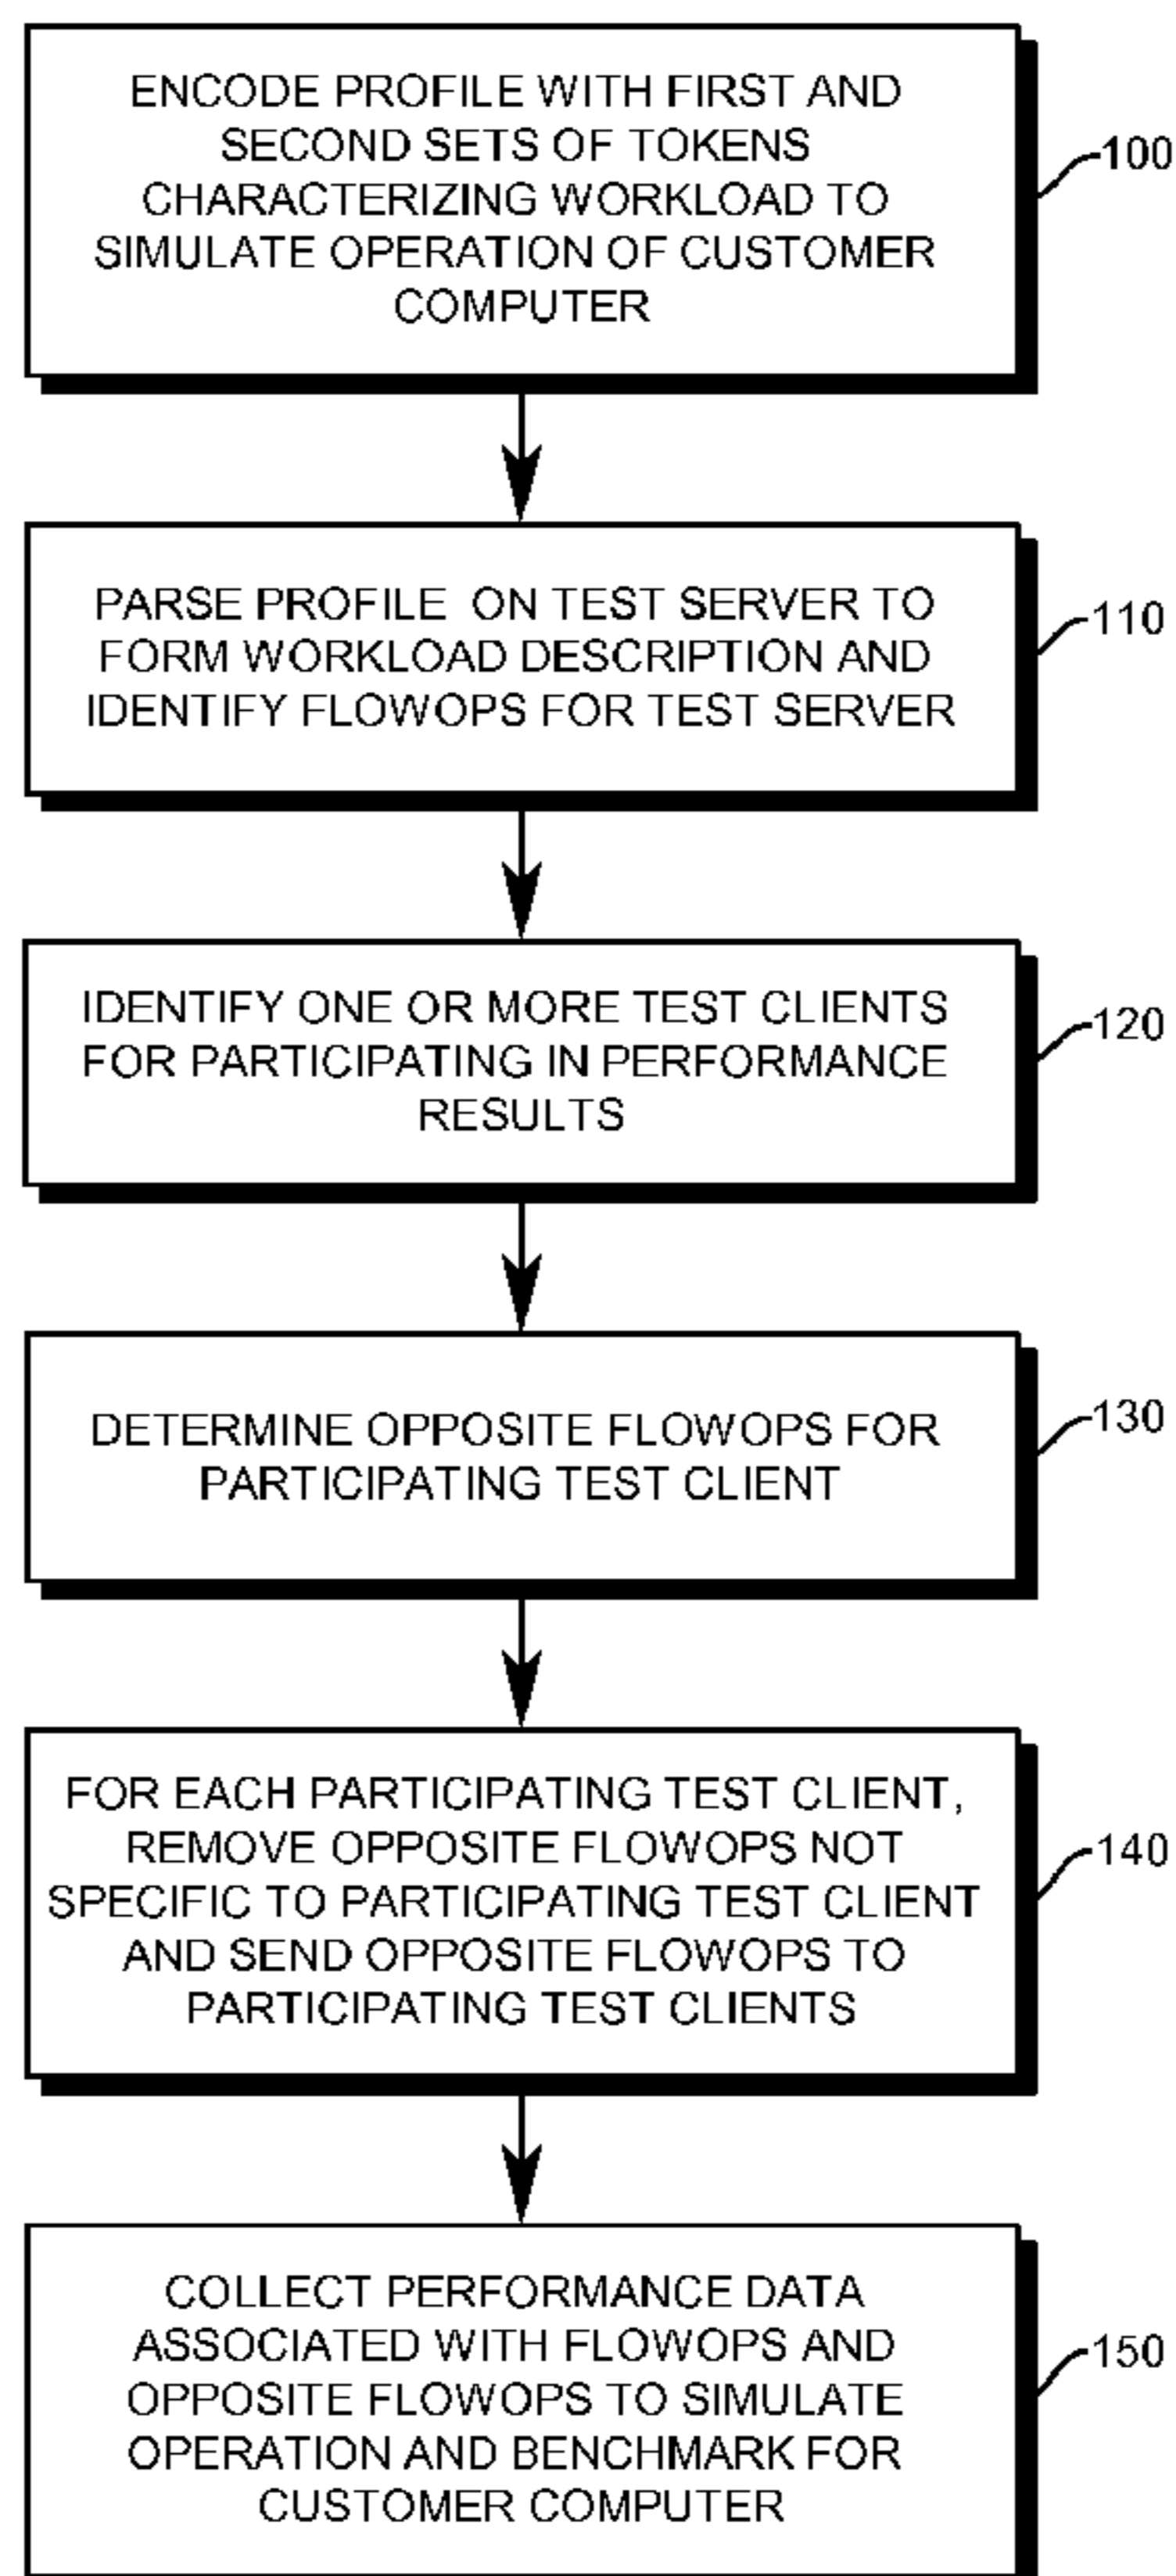 ENCODE PROFILE WITH FIRST AND
SECOND SETS OF TOKENS
CHARACTERIZING WORKLOAD TO
SIMULATE OPERATION OF CUSTOMER
COMPUTER
100
PARSE PROFILE ON TEST SERVER TO
FORM WORKLOAD DESCRIPTION AND
IDENTIFY FLOWOPS FOR TEST SERVER
110
IDENTIFY ONE OR MORE TEST CLIENTS
FOR PARTICIPATING IN PERFORMANCE
RESULTS
120
DETERMINE OPPOSITE FLOWOPS FOR
PARTICIPATING TEST CLIENT
130
FOR EACH PARTICIPATING TEST CLIENT,
REMOVE OPPOSITE FLOWOPS NOT
SPECIFIC TO PARTICIPATING TEST CLIENT
AND SEND OPPOSITE FLOWOPS TO
PARTICIPATING TEST CLIENTS
140
COLLECT PERFORMANCE DATA
ASSOCIATED WITH FLOWOPS AND
OPPOSITE FLOWOPS TO SIMULATE
OPERATION AND BENCHMARK FOR
CUSTOMER COMPUTER
150